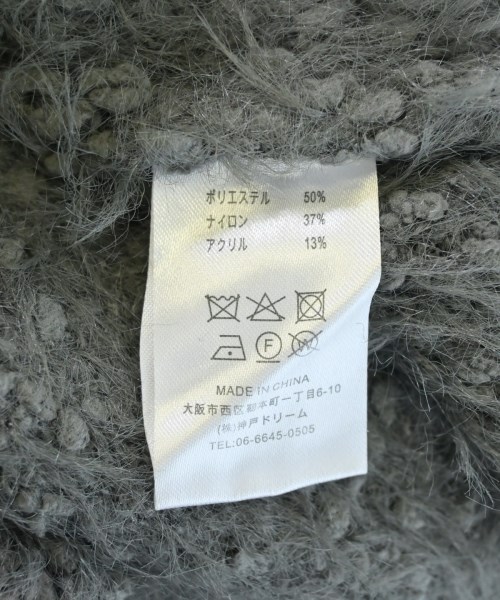 ポリエステル 50%
ナイロン 37%
アクリル 13%
F W
MADE IN CHINA
大阪市西区靭本町一丁目6-10
(株)神戸ドリーム
TEL:06-6645-0505